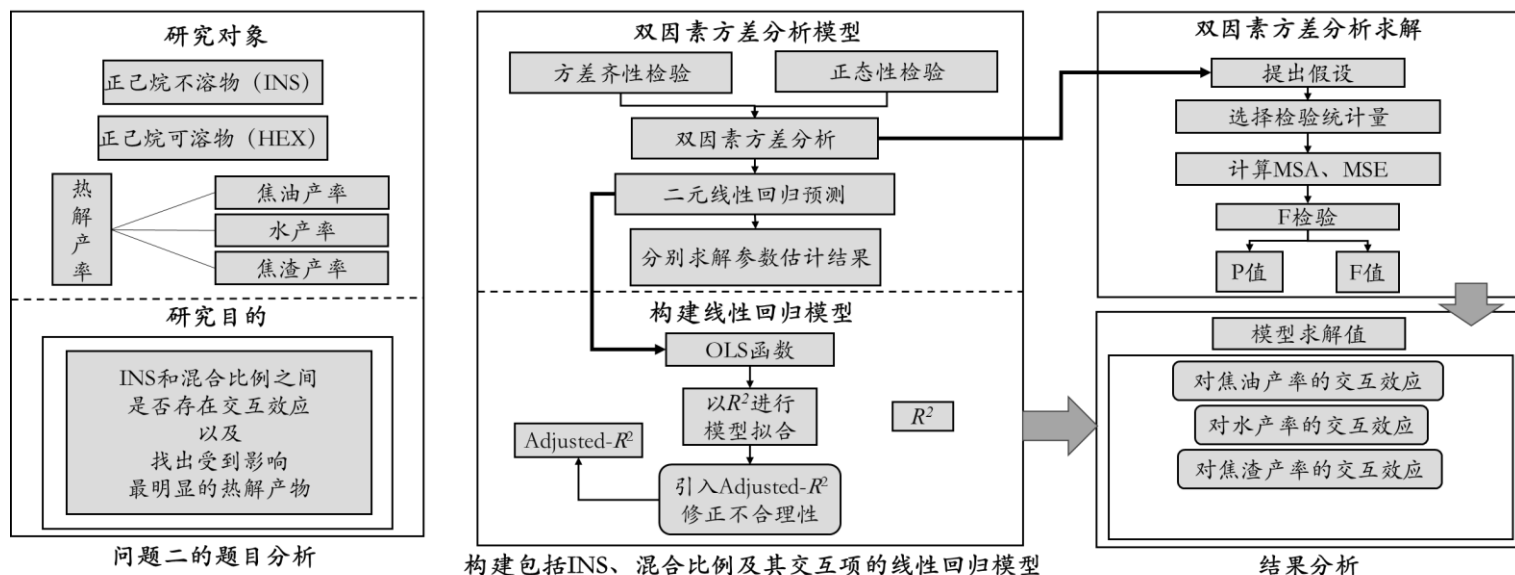 研究对象
正己烷不溶物（INS）
正己烷可溶物（HEX）
热解产率
焦油产率
水产率
焦渣产率
研究目的
INS和混合比例之间
是否存在交互效应
以及
找出受到影响
最明显的热解产物
问题二的题目分析
双因素方差分析模型
方差齐性检验
正态性检验
双因素方差分析
二元线性回归预测
分别求解参数估计结果
构建线性回归模型
OLS函数
以R²进行
模型拟合
R²
Adjusted-R²
引入Adjusted-R²
修正不合理性
构建包括INS、混合比例及其交互项的线性回归模型
双因素方差分析求解
提出假设
选择检验统计量
计算MSA、MSE
F检验
P值
F值
模型求解值
对焦油产率的交互效应
对水产率的交互效应
对焦渣产率的交互效应
结果分析